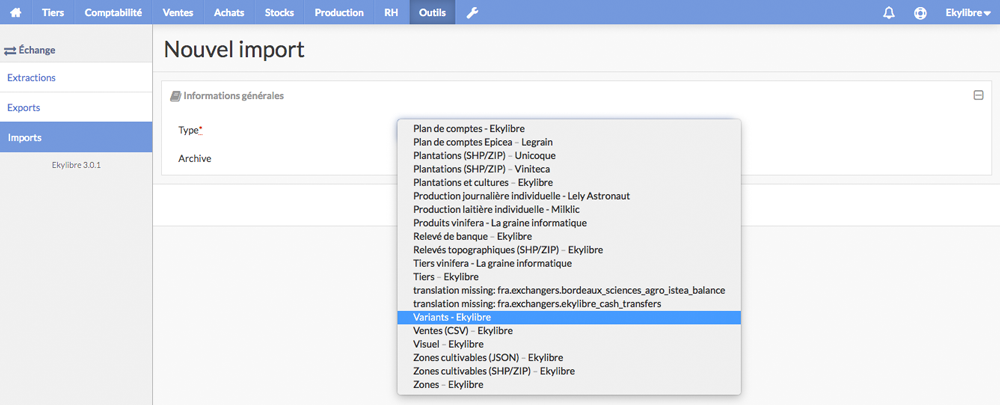 Tiers Comptabilité Ventes Achats Stocks Production RH Outils Ekylibre
Échange
Extractions
Exports
Imports
Ekylibre 3.0.1
Nouvel import
Informations générales
Type*
Archive
Plan de comptes - Ekylibre
Plan de comptes Epicea – Legrain
Plantations (SHP/ZIP) – Unicoque
Plantations (SHP/ZIP) – Viniteca
Plantations et cultures – Ekylibre
Production journalière individuelle - Lely Astronaut
Production laitière individuelle - Milklic
Produits vinifera - La graine informatique
Relevé de banque – Ekylibre
Relevés topographiques (SHP/ZIP) – Ekylibre
Tiers vinifera - La graine informatique
Tiers – Ekylibre
translation missing: fra.exchangers.bordeaux_sciences_agro_istea_balance
translation missing: fra.exchangers.ekylibre_cash_transfers
Variants - Ekylibre
Ventes (CSV) – Ekylibre
Visuel – Ekylibre
Zones cultivables (JSON) – Ekylibre
Zones cultivables (SHP/ZIP) – Ekylibre
Zones – Ekylibre